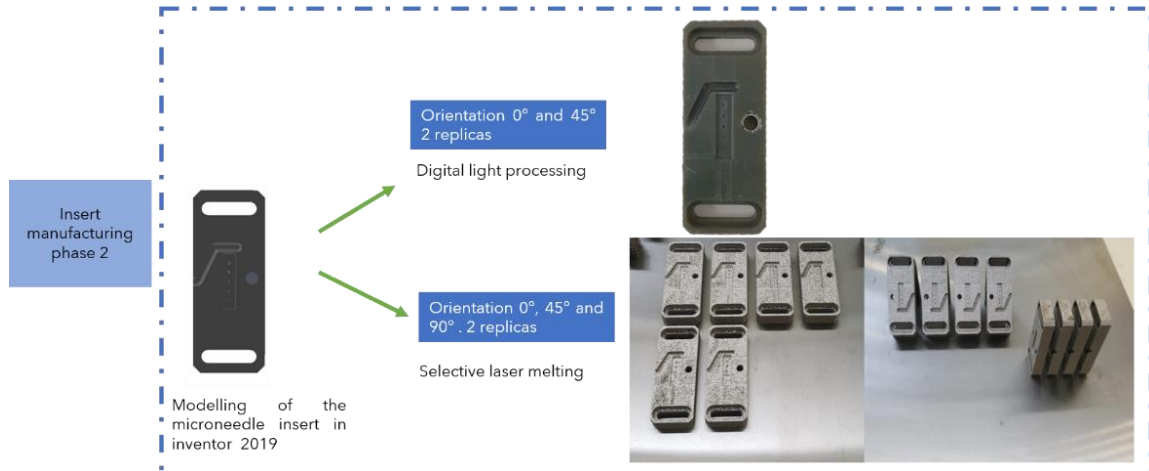 Insert
manufacturing
phase 2
Modelling of the
microneedle insert in
inventor 2019
Orientation 0° and 45°
2 replicas
Digital light processing
Orientation 0°, 45° and
90°. 2 replicas
Selective laser melting